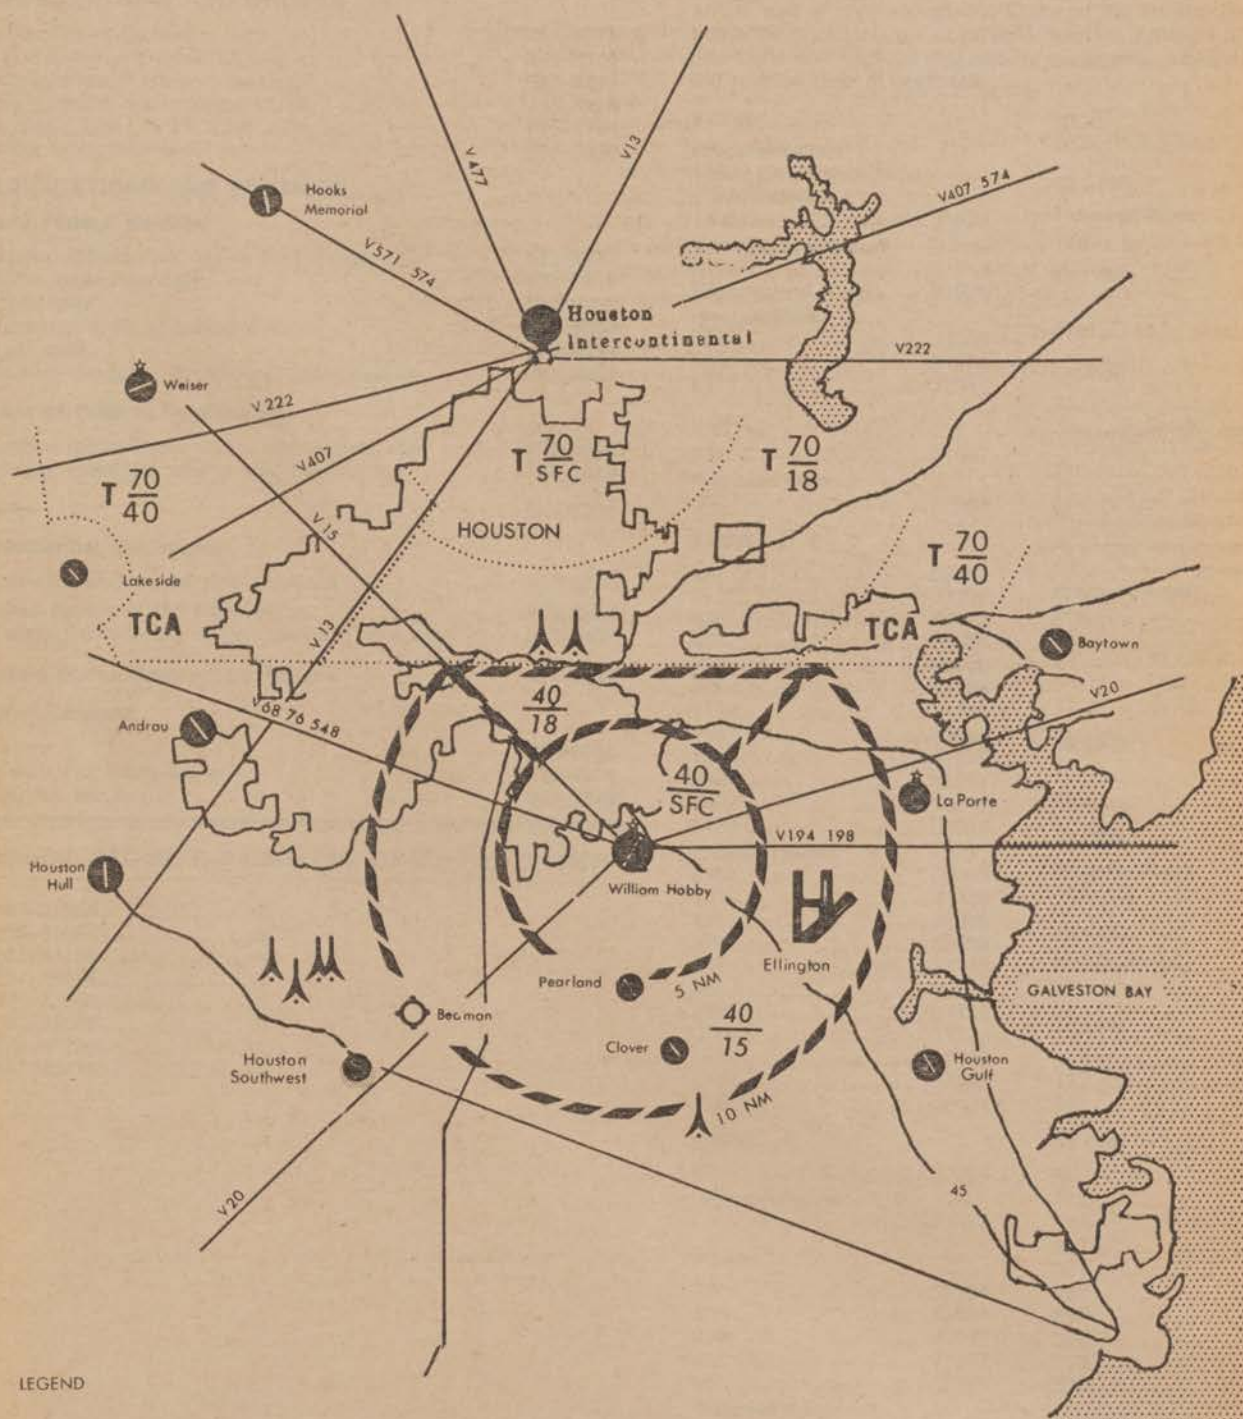 V 477
V13
Hooks
Memorial
V407 574
V571 574
Houston
Intercontinental
V222
Weiser
V 222
V407
T 70
SFC
T 70
18
T 70
40
V 15
HOUSTON
T 70
40
Lakeside
TCA
V 13
TCA
Baytown
V20
40
18
V68 76 548
Andrau
40
SFC
La Porte
V194 198
Houston
Hull
William Hobby
Ellington
Pearland
5 NM
GALVESTON BAY
Beaman
40
15
Clover
Houston
Gulf
Houston
Southwest
10 NM
V20
45
LEGEND